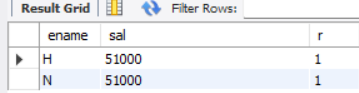 Result Grid Filter Rows:
ename sal r
H 51000 1
N 51000 1